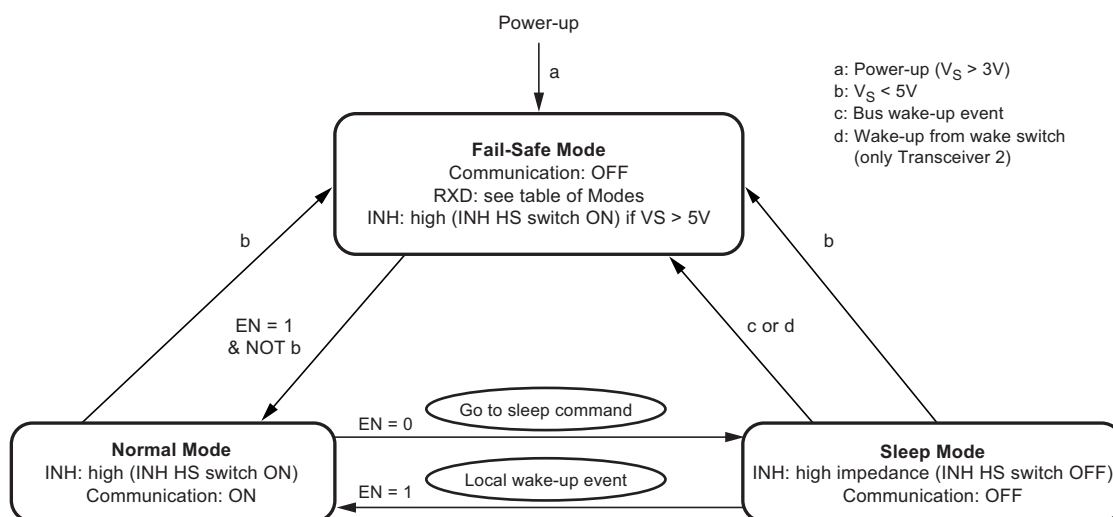 Power-up
a
a: Power-up (VS > 3V)
b: VS < 5V
c: Bus wake-up event
d: Wake-up from wake switch
(only Transceiver 2)
Fail-Safe Mode
Communication: OFF
RXD: see table of Modes
INH: high (INH HS switch ON) if VS > 5V
b
b
EN = 1
& NOT b
c or d
Go to sleep command
EN = 0
Normal Mode
INH: high (INH HS switch ON)
Communication: ON
Local wake-up event
EN = 1
Sleep Mode
INH: high impedance (INH HS switch OFF)
Communication: OFF